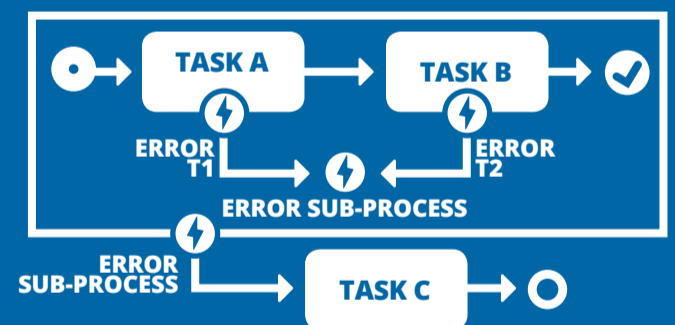 TASK A
TASK B
ERROR
T1
ERROR
T2
ERROR SUB-PROCESS
ERROR
SUB-PROCESS
TASK C